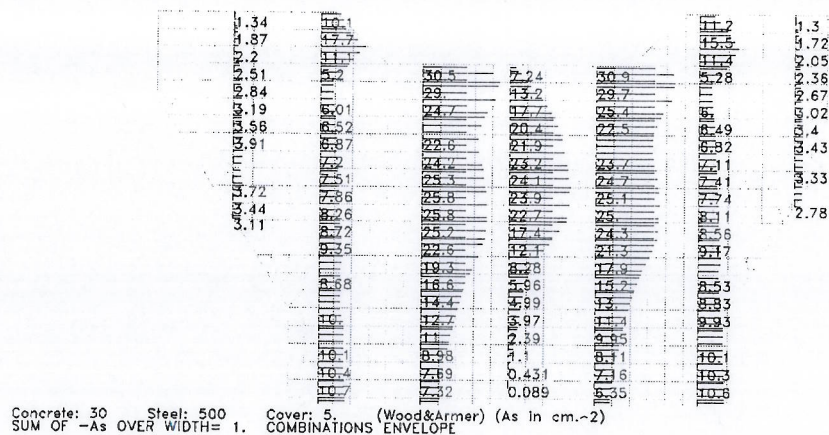 1.34 10.1 11.2 1.3
1.87 17.7 15.5 1.72
2.2 11.1 11.4 2.05
2.51 5.2 30.5 7.24 30.9 5.28 2.36
2.84 29. 13.2 29.7 2.67
3.19 6.01 24.7 17.7 25.4 6. 3.02
3.56 6.52 20.4 22.5 6.49 3.4
3.91 6.87 22.6 21.9 6.82 3.43
7.2 24.2 23.2 23.7 7.11
7.51 25.3 24.1 24.7 7.41 3.33
3.72 7.86 25.8 23.9 25.1 7.74
3.44 8.26 25.8 22.7 25. 8.11 2.78
3.11 8.72 25.2 17.4 24.3 8.56
9.35 22.6 12.1 21.3 9.17
19.3 8.28 17.9
8.68 16.6 5.96 15.2 8.53
14.4 4.99 13. 8.83
10. 12.7 3.97 11.4 9.93
11. 2.39 9.95
10.1 8.98 1.1 8.11 10.1
10.4 7.69 0.431 7.16 10.3
10.7 7.32 0.089 6.35 10.6
Concrete: 30 Steel: 500 Cover: 5. (Wood&Armer) (As in cm.~2)
SUM OF -As OVER WIDTH= 1. COMBINATIONS ENVELOPE